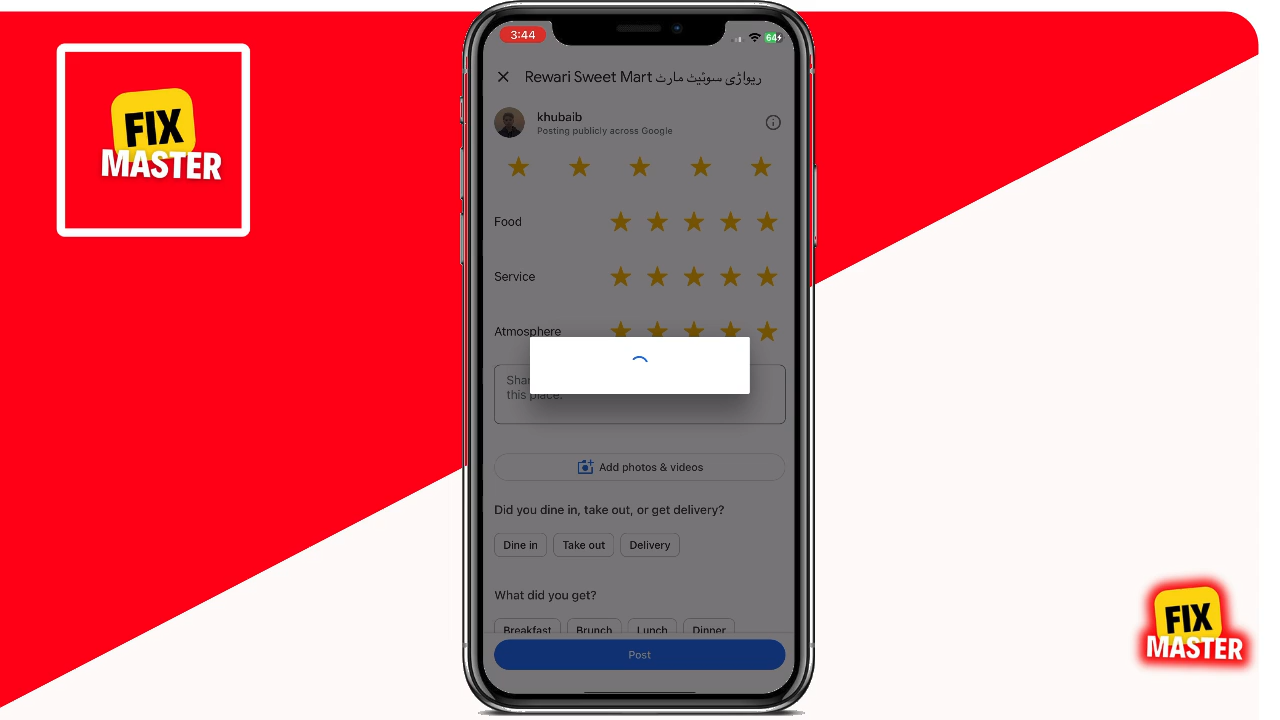 FIX
MASTER
3:44
64
Rewari Sweet Mart ریواڑی سوئیٹ مارٹ
khubaib
Posting publicly across Google
Food
Service
Atmosphere
this place.
Add photos & videos
Did you dine in, take out, or get delivery?
Dine in Take out Delivery
What did you get?
Breakfast Brunch Lunch Dinner
Post
FIX
MASTER